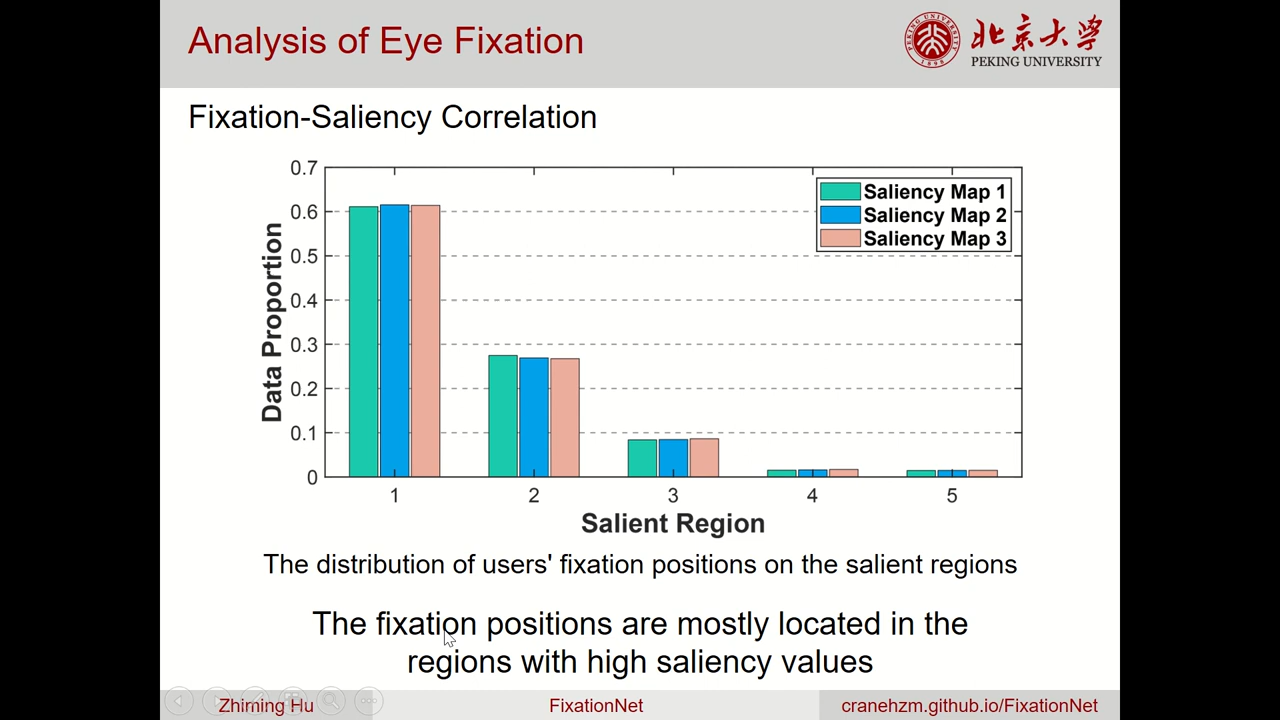 Analysis of Eye Fixation
北京大学
PEKING UNIVERSITY
PEKING UNIVERSITY
1898
Fixation-Saliency Correlation
0.7
0.6
0.5
0.4
0.3
0.2
0.1
0
Data Proportion
Saliency Map 1
Saliency Map 2
Saliency Map 3
1 2 3 4 5
Salient Region
The distribution of users' fixation positions on the salient regions
The fixation positions are mostly located in the
regions with high saliency values
Zhiming Hu
FixationNet
cranehzm.github.io/FixationNet